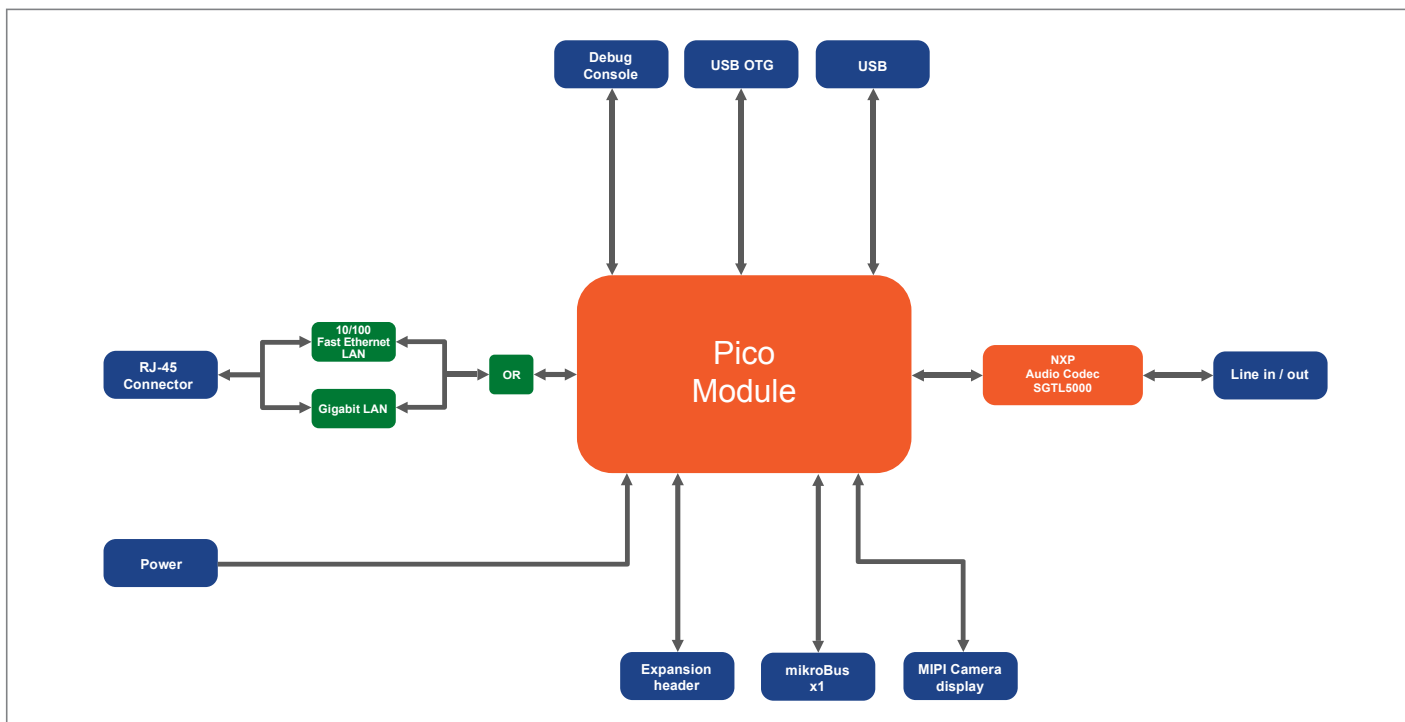 Debug
Console
USB OTG
USB
10/100
Fast Ethernet
LAN
RJ-45
Connector
OR
Gigabit LAN
Pico
Module
NXP
Audio Codec
SGTL5000
Line in / out
Power
Expansion
header
mikroBus
x1
MIPI Camera
display